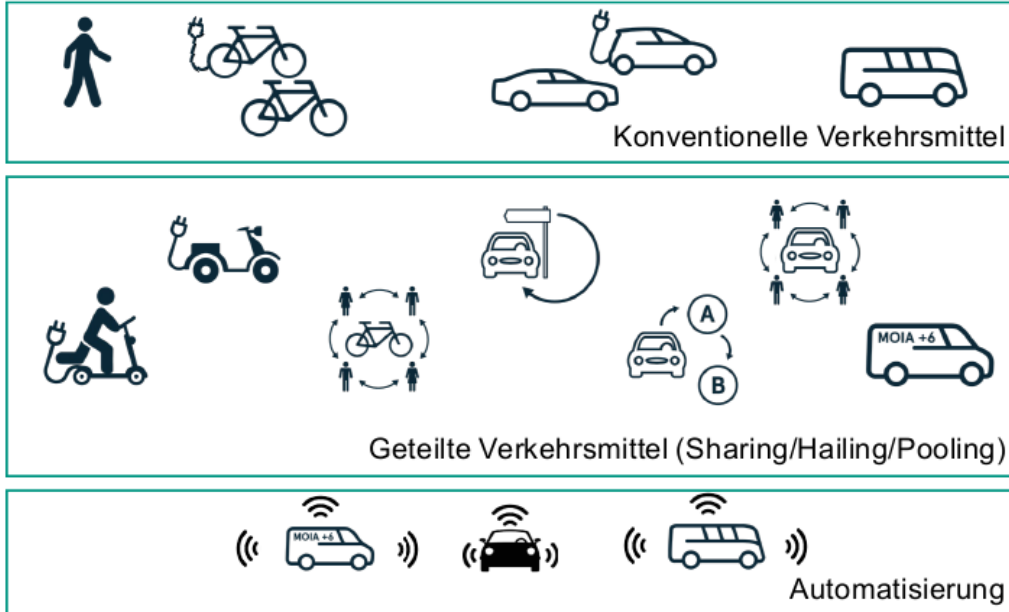 Konventionelle Verkehrsmittel
A
MOIA +6
B
Geteilte Verkehrsmittel (Sharing/Hailing/Pooling)
MOIA +6
Automatisierung